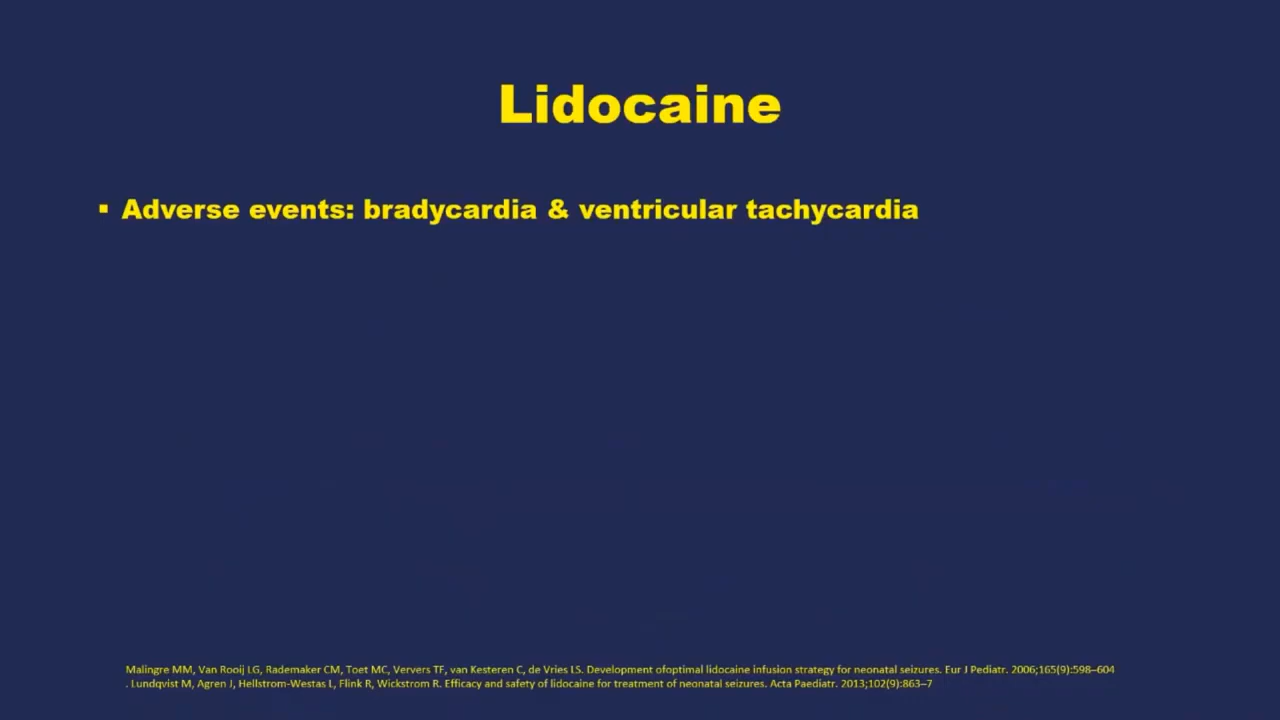 Lidocaine
▪ Adverse events: bradycardia & ventricular tachycardia
Malingre MM, Van Rooij LG, Rademaker CM, Toet MC, Ververs TF, van Kesteren C, de Vries LS. Development ofoptimal lidocaine infusion strategy for neonatal seizures. Eur J Pediatr. 2006;165(9):598–604
. Lundqvist M, Agren J, Hellstrom-Westas L, Flink R, Wickstrom R. Efficacy and safety of lidocaine for treatment of neonatal seizures. Acta Paediatr. 2013;102(9):863–7